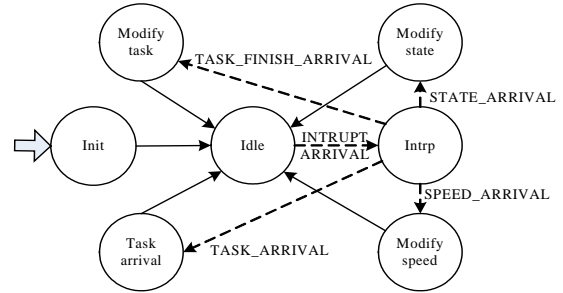 Modify
task
Modify
state
TASK_FINISH_ARRIVAL
STATE_ARRIVAL
Init
Idle
INTRUPT
ARRIVAL
Intrp
SPEED_ARRIVAL
Task
arrival
TASK_ARRIVAL
Modify
speed